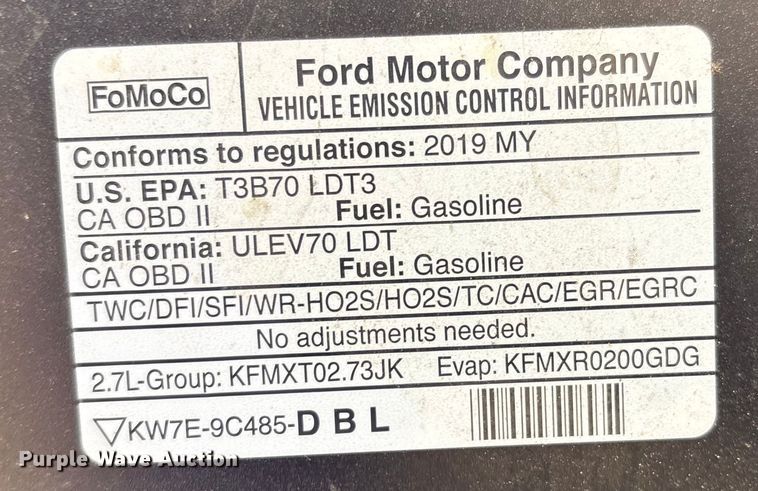 FoMoCo
Ford Motor Company
VEHICLE EMISSION CONTROL INFORMATION
Conforms to regulations: 2019 MY
U.S. EPA: T3B70 LDT3
CA OBD II Fuel: Gasoline
California: ULEV70 LDT
CA OBD II Fuel: Gasoline
TWC/DFI/SFI/WR-HO2S/HO2S/TC/CAC/EGR/EGRC
No adjustments needed.
2.7L-Group: KFMXT02.73JK Evap: KFMXR0200GDG
KW7E-9C485-D B L
Purple Wave Auction